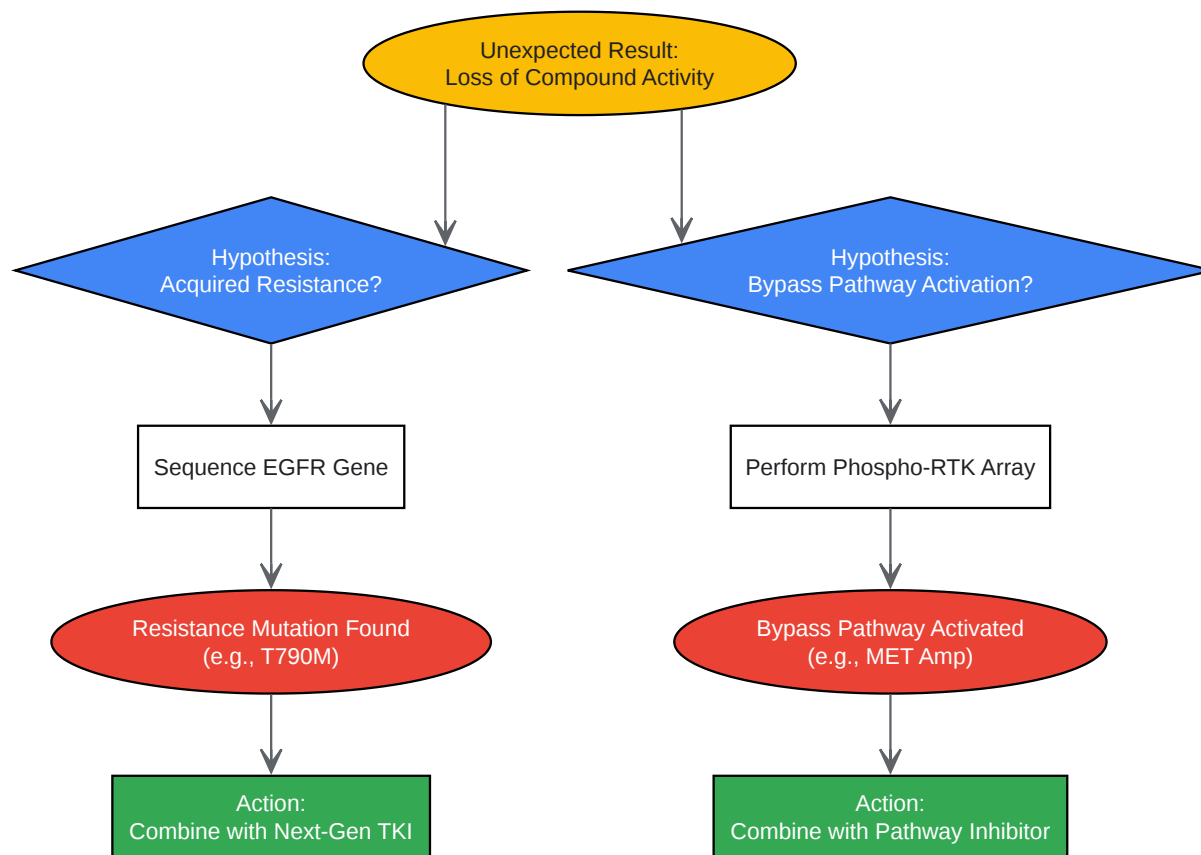 Unexpected Result:
Loss of Compound Activity
Hypothesis:
Acquired Resistance?
Hypothesis:
Bypass Pathway Activation?
Sequence EGFR Gene
Perform Phospho-RTK Array
Resistance Mutation Found
(e.g., T790M)
Bypass Pathway Activated
(e.g., MET Amp)
Action:
Combine with Next-Gen TKI
Action:
Combine with Pathway Inhibitor